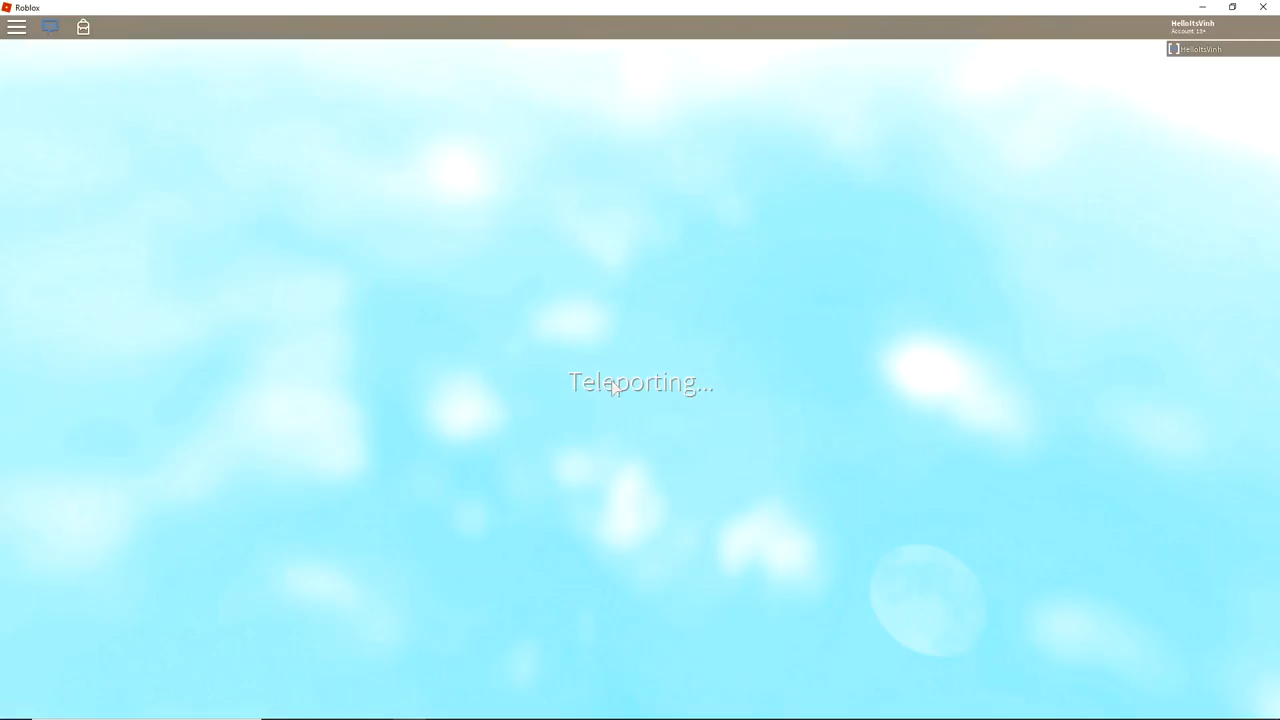 Roblox
HelloItsVinh
Account: 13+
HelloItsVinh
Teleporting...